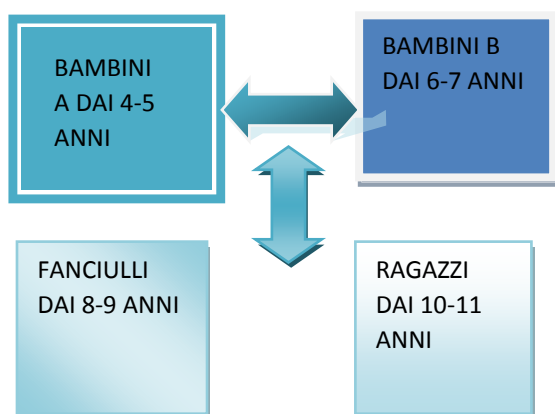 BAMBINI
A DAI 4-5
ANNI
BAMBINI B
DAI 6-7 ANNI
FANCIULLI
DAI 8-9 ANNI
RAGAZZI
DAI 10-11
ANNI